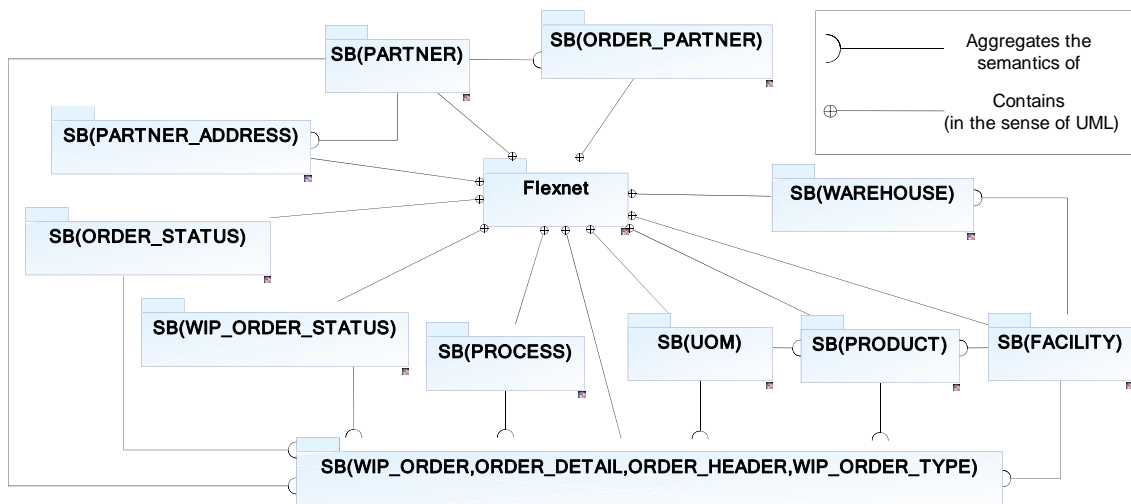 SB(PARTNER)
SB(ORDER_PARTNER)
Aggregates the
semantics of
Contains
(in the sense of UML)
SB(PARTNER_ADDRESS)
Flexnet
SB(WAREHOUSE)
SB(ORDER_STATUS)
SB(WIP_ORDER_STATUS)
SB(PROCESS)
SB(UOM)
SB(PRODUCT)
SB(FACILITY)
SB(WIP_ORDER,ORDER_DETAIL,ORDER_HEADER,WIP_ORDER_TYPE)